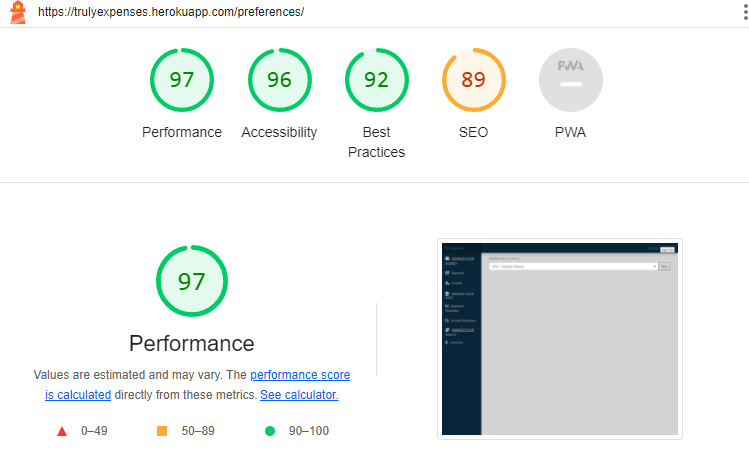 https://trulyexpenses.herokuapp.com/preferences/
97
96
92
89
PWA
Performance
Accessibility
Best
Practices
SEO
PWA
97
Performance
Values are estimated and may vary. The performance score
is calculated directly from these metrics. See calculator.
0–49
50–89
90–100